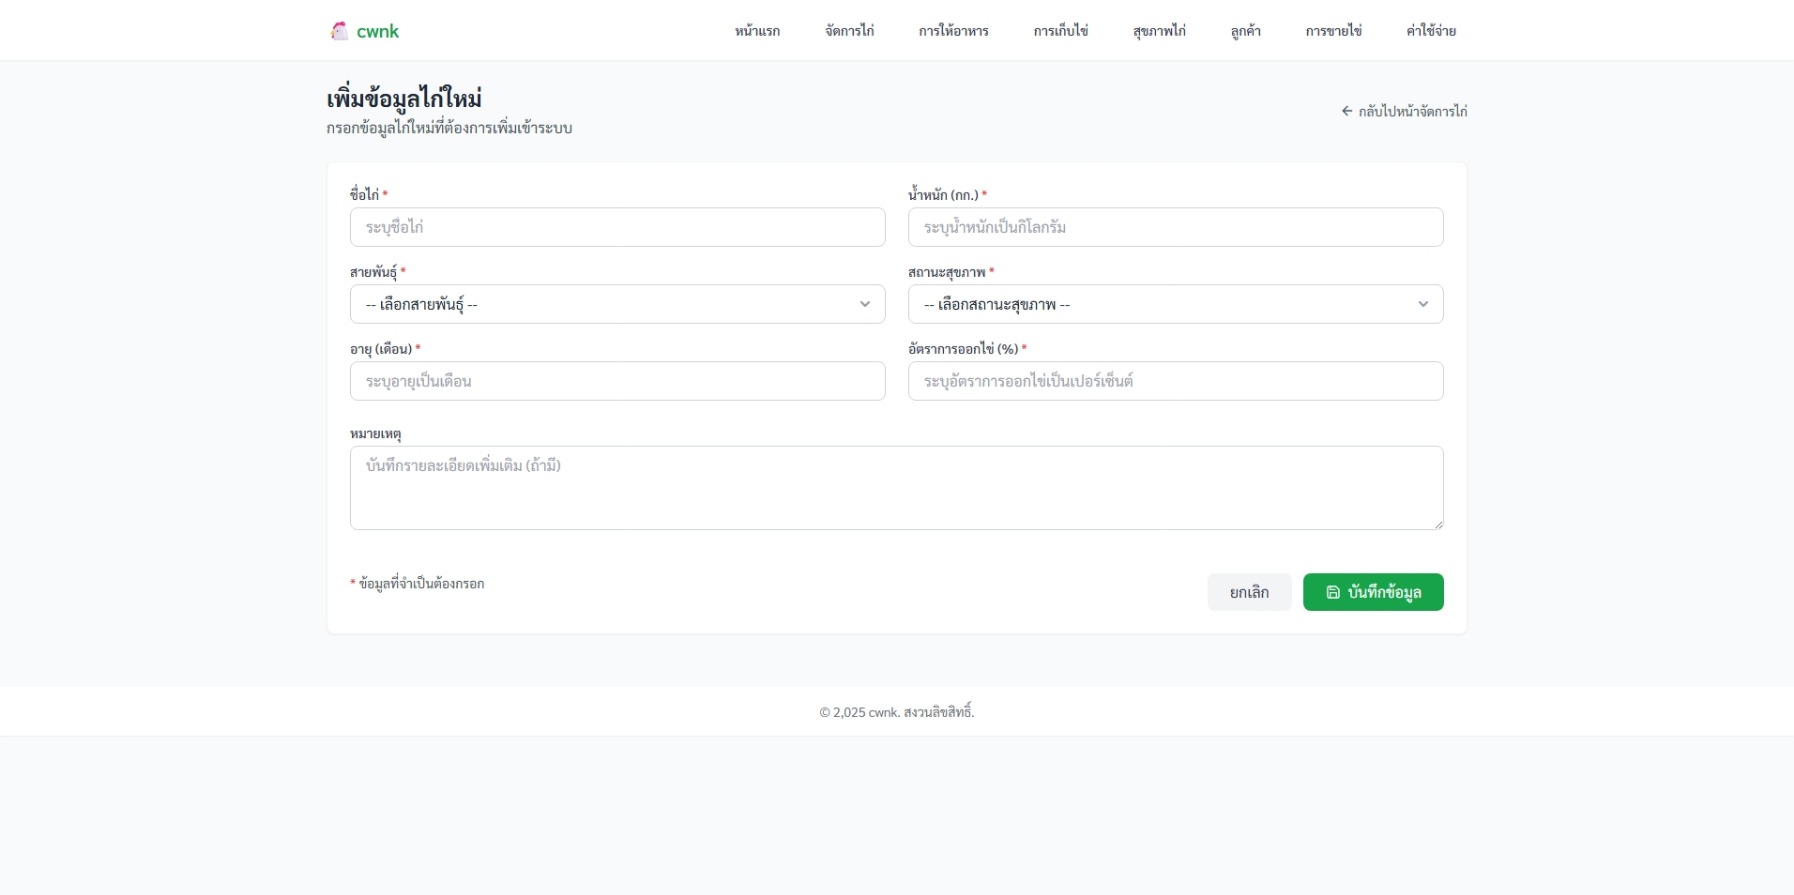 cwnk
หน้าแรก จัดการไก่ การให้อาหาร การเก็บไข่ สุขภาพไก่ ลูกค้า การขายไข่ ค่าใช้จ่าย
เพิ่มข้อมูลไก่ใหม่
กรอกข้อมูลไก่ใหม่ที่ต้องการเพิ่มเข้าระบบ
← กลับไปหน้าจัดการไก่
ชื่อไก่ *
ระบุชื่อไก่
น้ำหนัก (กก.) *
ระบุน้ำหนักเป็นกิโลกรัม
สายพันธุ์ *
-- เลือกสายพันธุ์ --
สถานะสุขภาพ *
-- เลือกสถานะสุขภาพ --
อายุ (เดือน) *
ระบุอายุเป็นเดือน
อัตราการออกไข่ (%) *
ระบุอัตราการออกไข่เป็นเปอร์เซ็นต์
หมายเหตุ
บันทึกรายละเอียดเพิ่มเติม (ถ้ามี)
* ข้อมูลที่จำเป็นต้องกรอก
ยกเลิก
บันทึกข้อมูล
© 2,025 cwnk. สงวนลิขสิทธิ์.